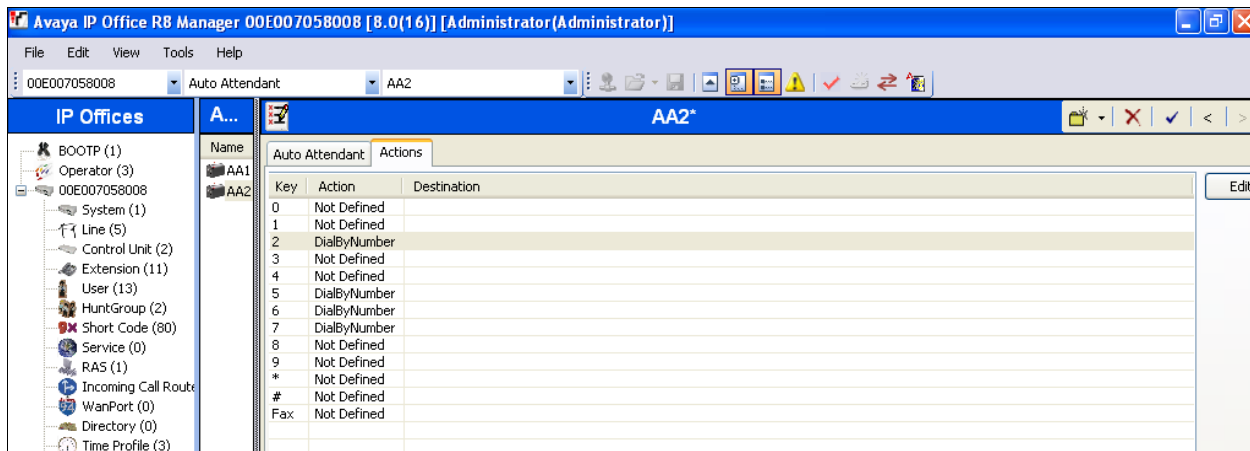 Avaya IP Office R8 Manager 00E007058008 [8.0(16)] [Administrator(Administrator)]
File Edit View Tools Help
00E007058008 Auto Attendant AA2
IP Offices
BOOTP (1)
Operator (3)
00E007058008
System (1)
Line (5)
Control Unit (2)
Extension (11)
User (13)
HuntGroup (2)
Short Code (80)
Service (0)
RAS (1)
Incoming Call Route
WanPort (0)
Directory (0)
Time Profile (3)
A...
Name
AA1
AA2
AA2*
Auto Attendant Actions
Key Action Destination
0 Not Defined
1 Not Defined
2 DialByNumber
3 Not Defined
4 Not Defined
5 DialByNumber
6 DialByNumber
7 DialByNumber
8 Not Defined
9 Not Defined
* Not Defined
# Not Defined
Fax Not Defined
Edit